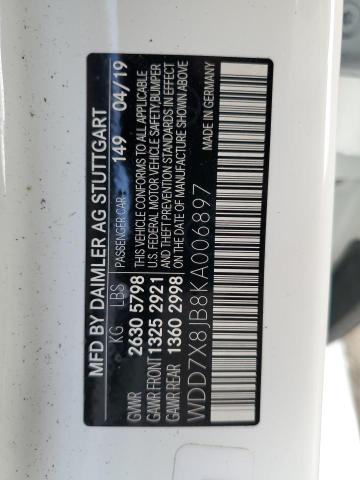 MFD BY DAIMLER AG STUTTGART
KG LBS PASSENGER CAR 149 04/19
GVWR 2630 5798 THIS VEHICLE CONFORMS TO ALL APPLICABLE
GAWR FRONT 1325 2921 U.S. FEDERAL MOTOR VEHICLE SAFETY, BUMPER
GAWR REAR 1360 2998 AND THEFT PREVENTION STANDARDS IN EFFECT
ON THE DATE OF MANUFACTURE SHOWN ABOVE
WDD7X8JB8KA006897
MADE IN GERMANY